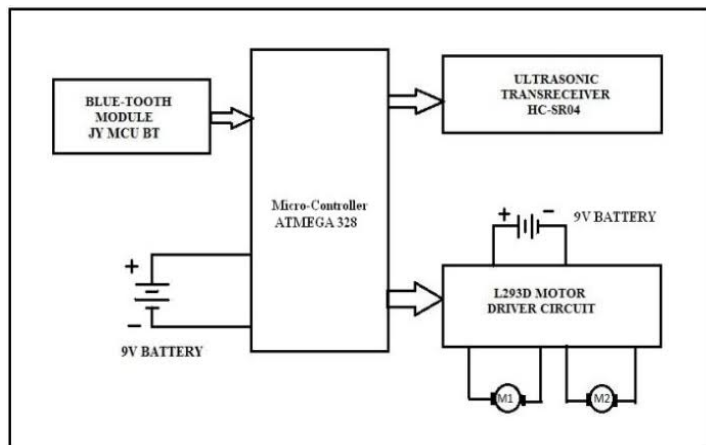 BLUE-TOOTH
MODULE
JY MCU BT
ULTRASONIC
TRANSRECEIVER
HC-SR04
Micro-Controller
ATMEGA 328
+
−
9V BATTERY
+ −
9V BATTERY
L293D MOTOR
DRIVER CIRCUIT
M1
M2